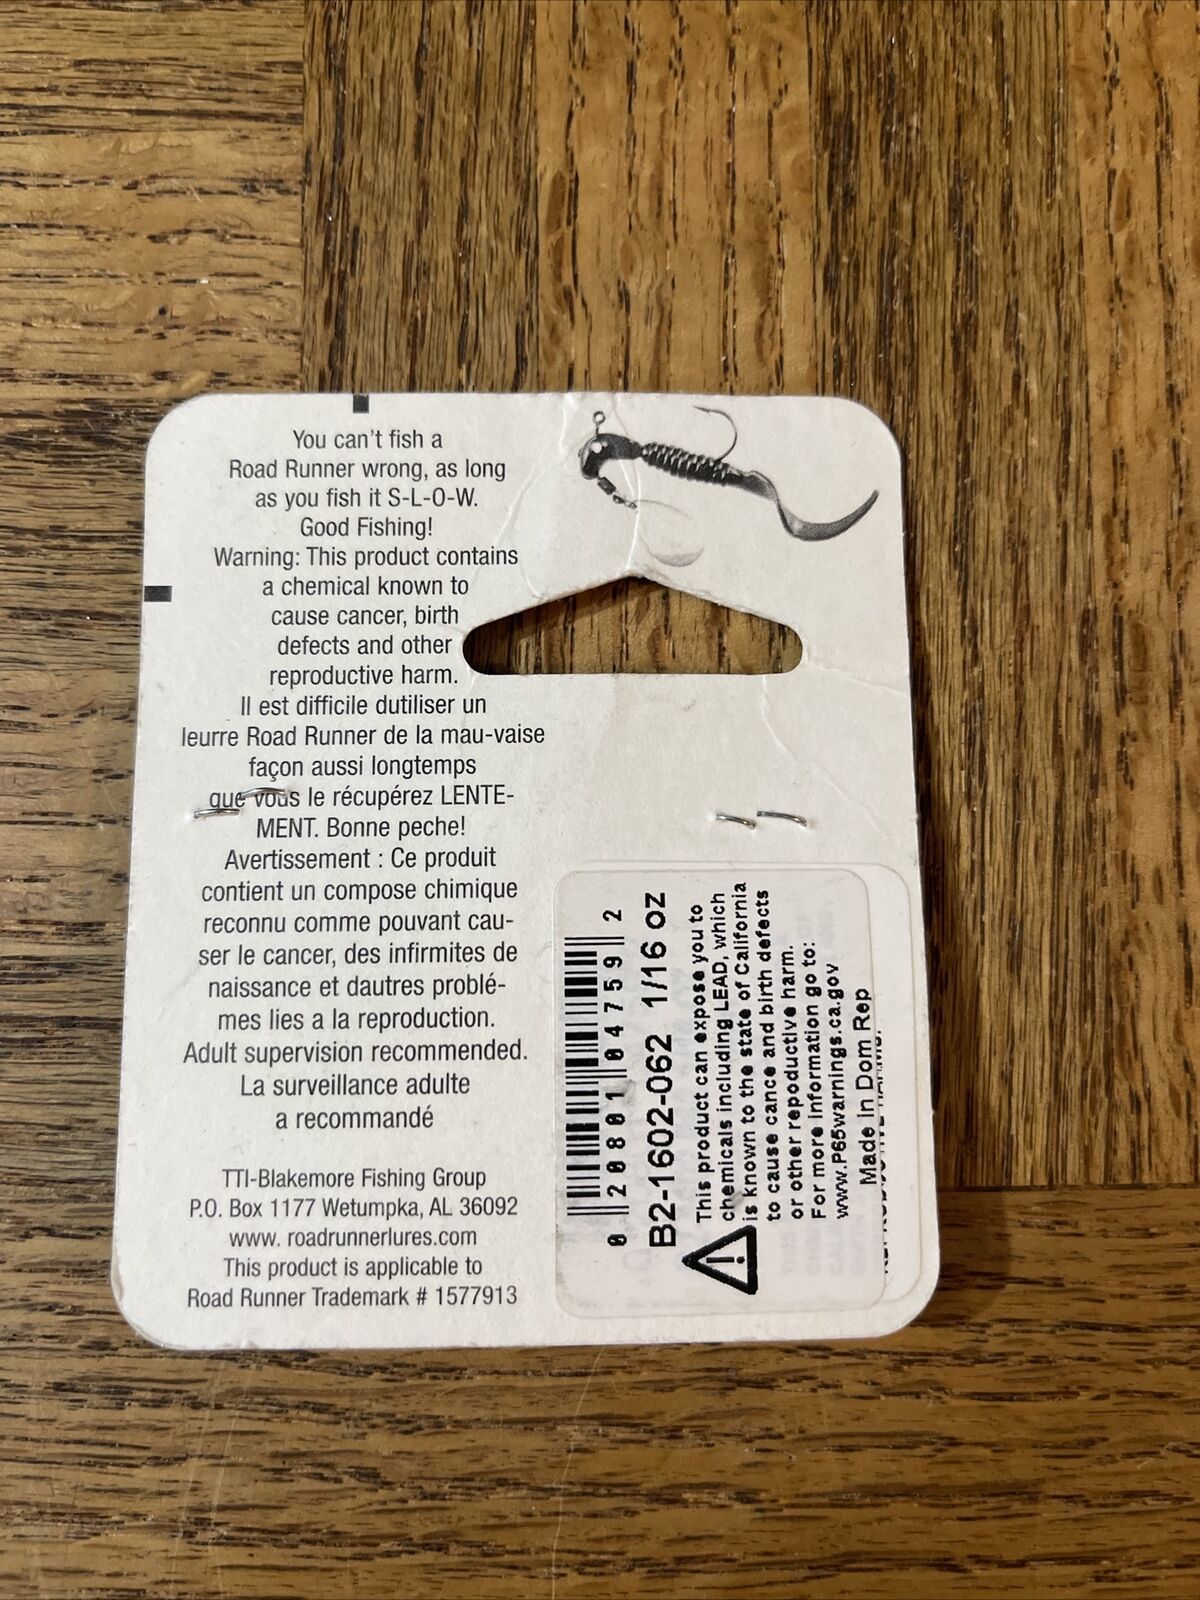 You can't fish a
Road Runner wrong, as long
as you fish it S-L-O-W.
Good Fishing!
Warning: This product contains
a chemical known to
cause cancer, birth
defects and other
reproductive harm.
Il est difficile dutiliser un
leurre Road Runner de la mau-vaise
façon aussi longtemps
que vous le récupérez LENTE-
MENT. Bonne peche!
Avertissement : Ce produit
contient un compose chimique
reconnu comme pouvant cau-
ser le cancer, des infirmites de
naissance et dautres problé-
mes lies a la reproduction.
Adult supervision recommended.
La surveillance adulte
a recommandé
TTI-Blakemore Fishing Group
P.O. Box 1177 Wetumpka, AL 36092
www. roadrunnerlures.com
This product is applicable to
Road Runner Trademark # 1577913
0 20801 04759 2
B2-1602-062 1/16 oz
This product can expose you to
chemicals including LEAD, which
is known to the state of California
to cause cance and birth defects
or other reproductive harm.
For more information go to:
www.P65warnings.ca.gov
Made in Dom Rep